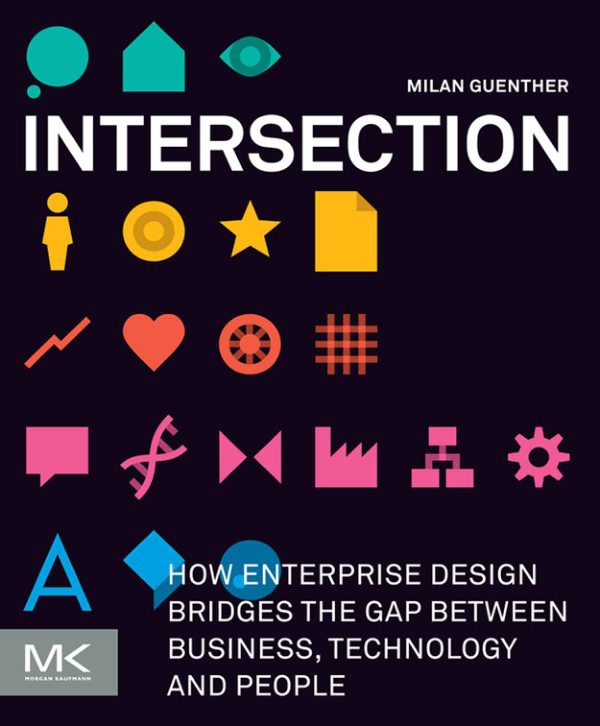 MILAN GUENTHER
INTERSECTION
A
HOW ENTERPRISE DESIGN
BRIDGES THE GAP BETWEEN
BUSINESS, TECHNOLOGY
AND PEOPLE
MK
MORGAN KAUFMANN